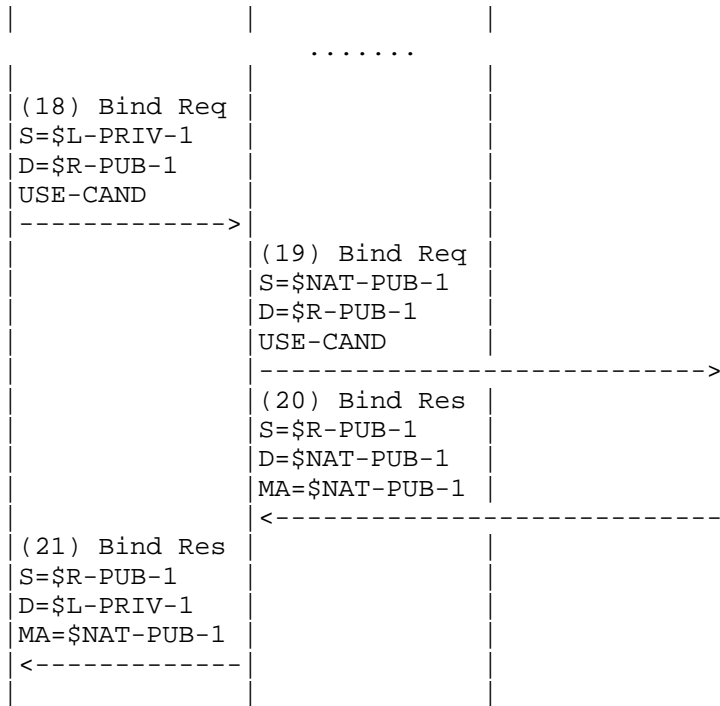 .......
(18) Bind Req
S=$L-PRIV-1
D=$R-PUB-1
USE-CAND
------------->
(19) Bind Req
S=$NAT-PUB-1
D=$R-PUB-1
USE-CAND
---------------------------->
(20) Bind Res
S=$R-PUB-1
D=$NAT-PUB-1
MA=$NAT-PUB-1
<----------------------------
(21) Bind Res
S=$R-PUB-1
D=$L-PRIV-1
MA=$NAT-PUB-1
<-------------